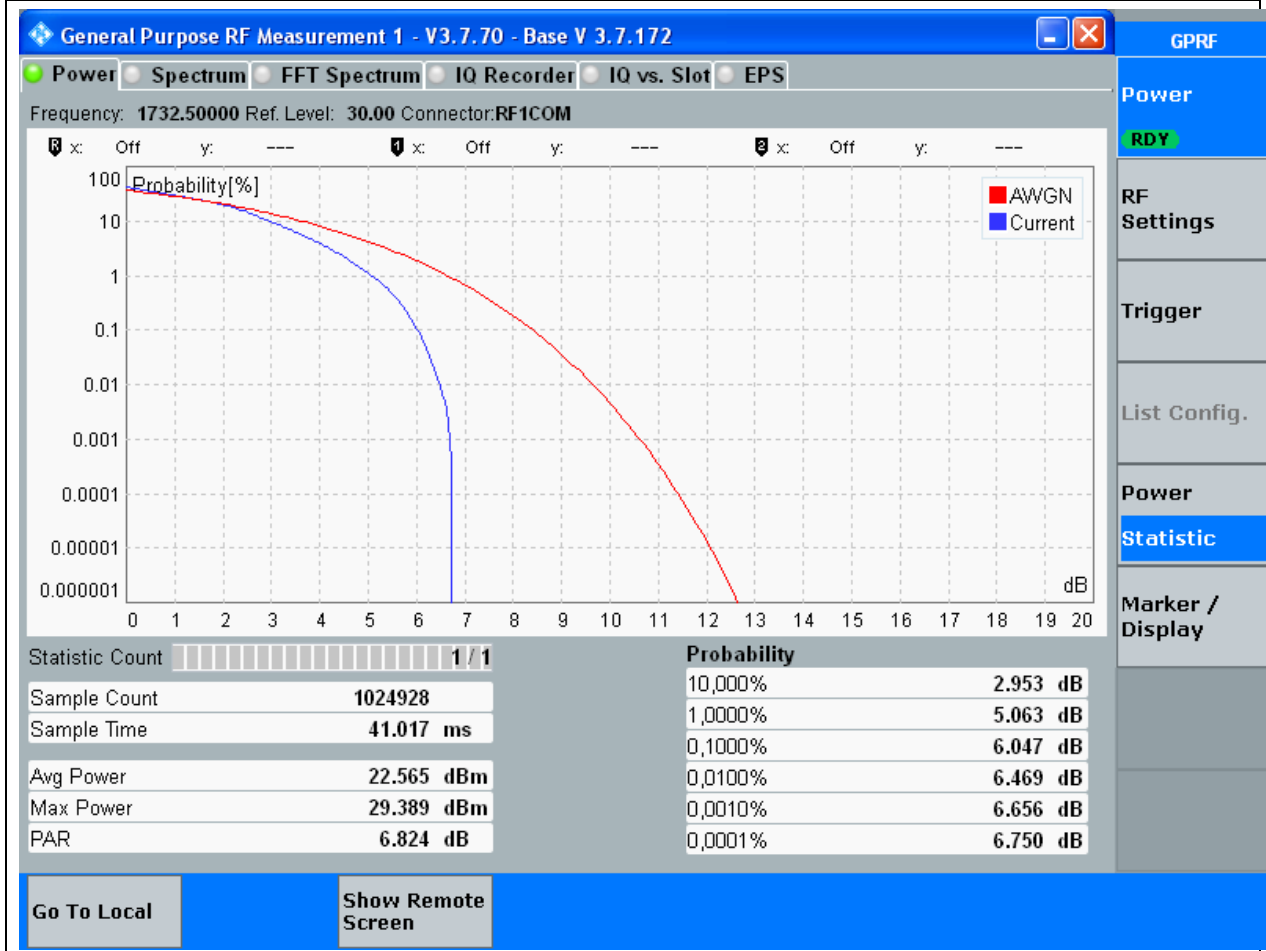 General Purpose RF Measurement 1 - V3.7.70 - Base V 3.7.172
GPRF
Power Spectrum FFT Spectrum IQ Recorder IQ vs. Slot EPS
Frequency: 1732.50000 Ref. Level: 30.00 Connector:RF1COM
R x: Off y: --- 1 x: Off y: --- 2 x: Off y: ---
Probability[%]
AWGN
Current
100
10
1
0.1
0.01
0.001
0.0001
0.00001
0.000001
dB
0 1 2 3 4 5 6 7 8 9 10 11 12 13 14 15 16 17 18 19 20
Statistic Count 1 / 1
Sample Count 1024928
Sample Time 41.017 ms
Avg Power 22.565 dBm
Max Power 29.389 dBm
PAR 6.824 dB
Probability
10,000% 2.953 dB
1,0000% 5.063 dB
0,1000% 6.047 dB
0,0100% 6.469 dB
0,0010% 6.656 dB
0,0001% 6.750 dB
Power
RDY
RF
Settings
Trigger
List Config.
Power
Statistic
Marker /
Display
Go To Local
Show Remote
Screen